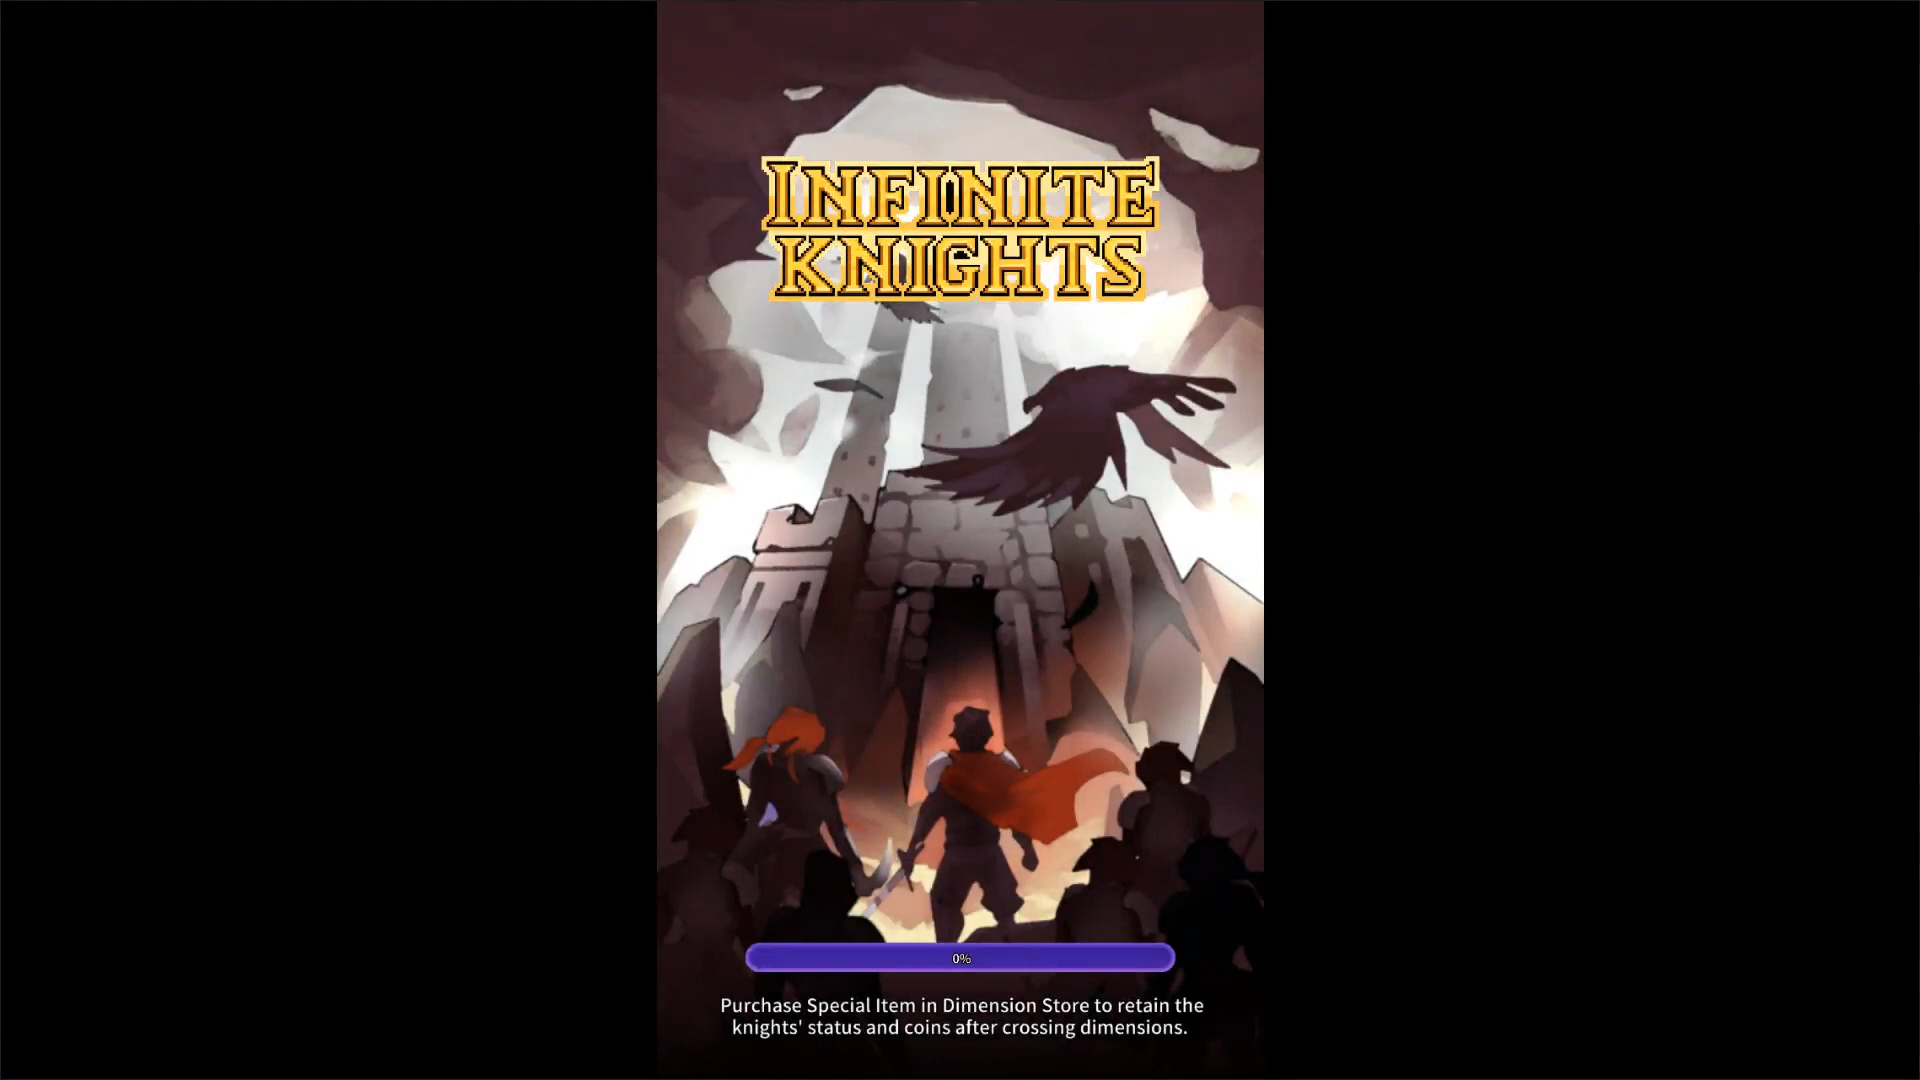 INFINITE
KNIGHTS
0%
Purchase Special Item in Dimension Store to retain the
knights' status and coins after crossing dimensions.